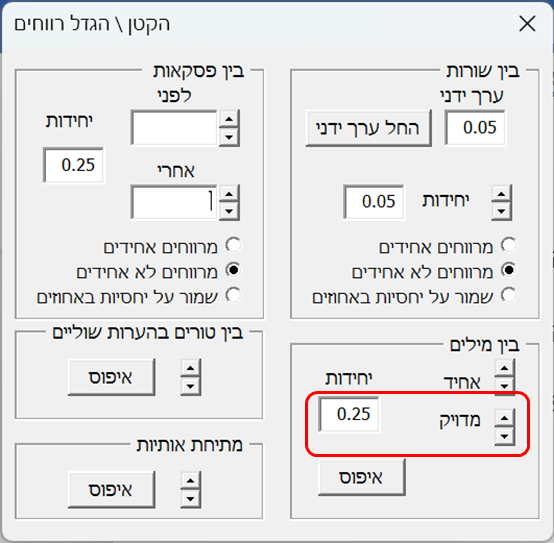 הקטן \ הגדל רווחים
בין שורות
ערך ידני
0.05
החל ערך ידני
יחידות
0.05
מרווחים אחידים
מרווחים לא אחידים
שמור על יחסיות באחוזים
בין פסקאות
לפני
יחידות
0.25
אחרי
מרווחים אחידים
מרווחים לא אחידים
שמור על יחסיות באחוזים
בין מילים
אחיד
יחידות
מדויק
0.25
איפוס
בין טורים בהערות שוליים
איפוס
מתיחת אותיות
איפוס